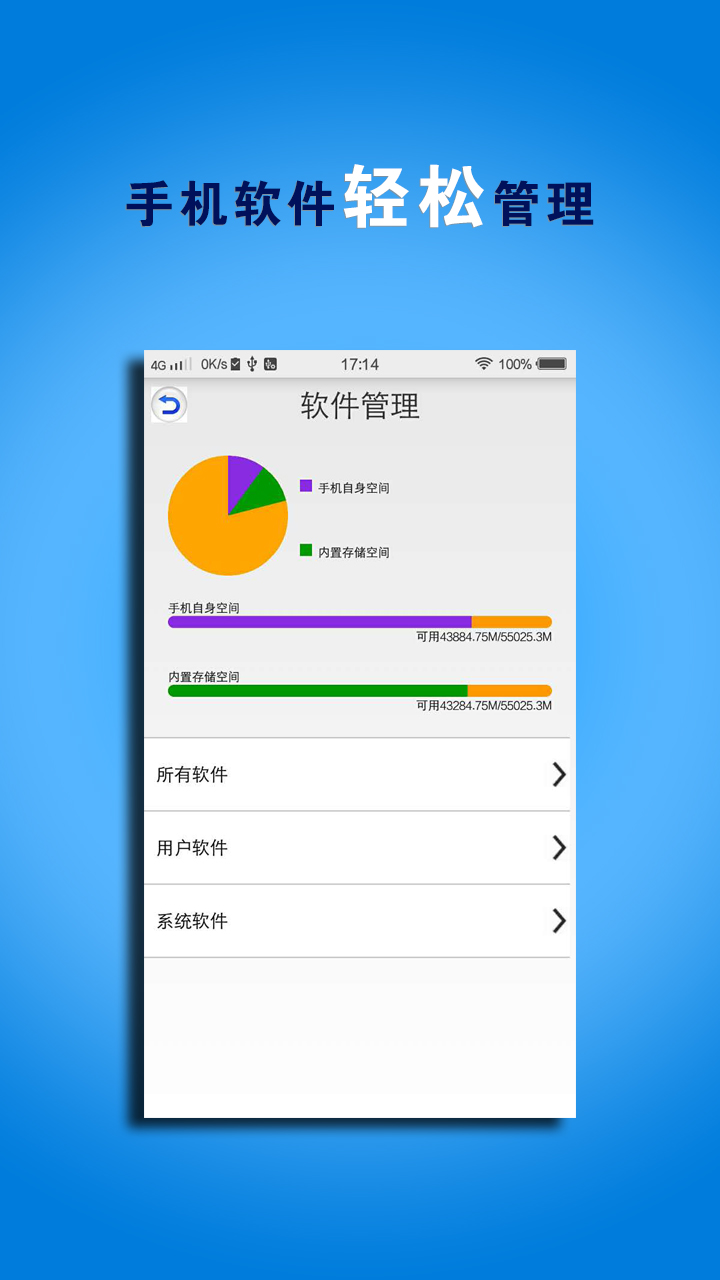 手机软件轻松管理
4G 0K/s 17:14 100%
软件管理
手机自身空间
内置存储空间
手机自身空间
可用43884.75M/55025.3M
内置存储空间
可用43284.75M/55025.3M
所有软件
用户软件
系统软件